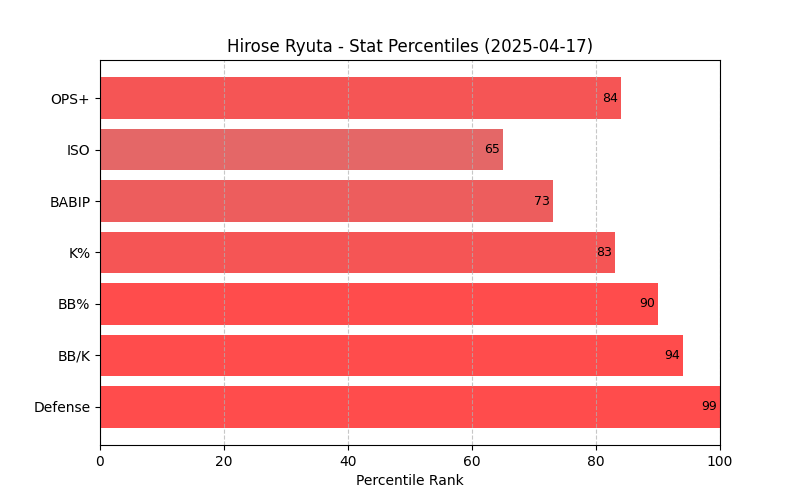 Hirose Ryuta - Stat Percentiles (2025-04-17)
OPS+ 84
ISO 65
BABIP 73
K% 83
BB% 90
BB/K 94
Defense 99
0 20 40 60 80 100
Percentile Rank